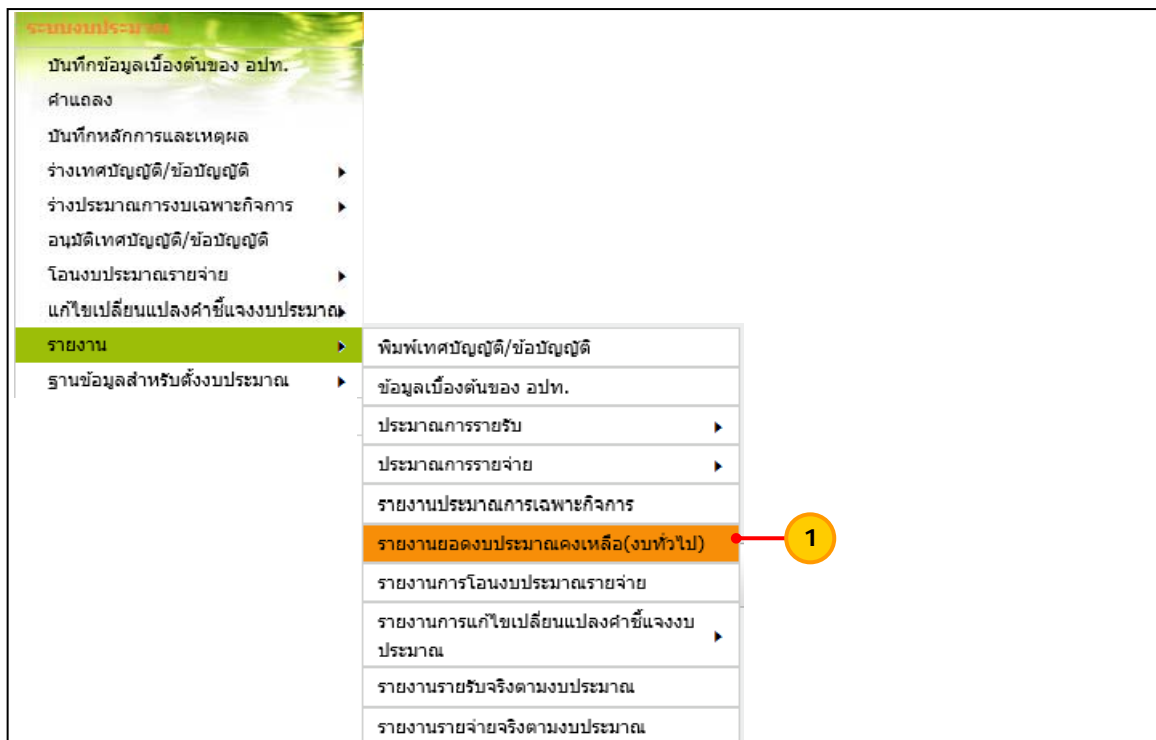 ระบบงบประมาณ
บันทึกข้อมูลเบื้องต้นของ อปท.
คำแถลง
บันทึกหลักการและเหตุผล
ร่างเทศบัญญัติ/ข้อบัญญัติ
ร่างประมาณการงบเฉพาะกิจการ
อนุมัติเทศบัญญัติ/ข้อบัญญัติ
โอนงบประมาณรายจ่าย
แก้ไขเปลี่ยนแปลงคำชี้แจงงบประมาณ
รายงาน
ฐานข้อมูลสำหรับตั้งงบประมาณ
พิมพ์เทศบัญญัติ/ข้อบัญญัติ
ข้อมูลเบื้องต้นของ อปท.
ประมาณการรายรับ
ประมาณการรายจ่าย
รายงานประมาณการเฉพาะกิจการ
รายงานยอดงบประมาณคงเหลือ(งบทั่วไป)
1
รายงานการโอนงบประมาณรายจ่าย
รายงานการแก้ไขเปลี่ยนแปลงคำชี้แจงงบ
ประมาณ
รายงานรายรับจริงตามงบประมาณ
รายงานรายจ่ายจริงตามงบประมาณ